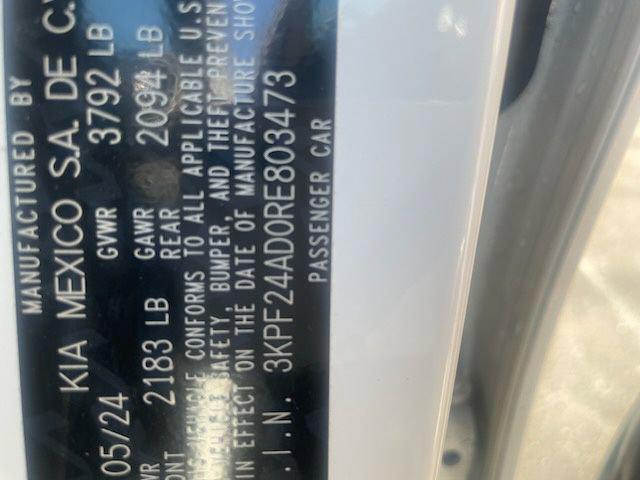 MANUFACTURED BY
KIA MEXICO S.A. DE C.V
05/24 GVWR 3792 LB
WR GAWR
2183 LB 2094 LB
ONT REAR
VEHICLE CONFORMS TO ALL APPLICABLE U.S
SAFETY, BUMPER, AND THEFT PREVEN
IN EFFECT ON THE DATE OF MANUFACTURE SHO
.I.N. 3KPF24AD0RE803473
PASSENGER CAR